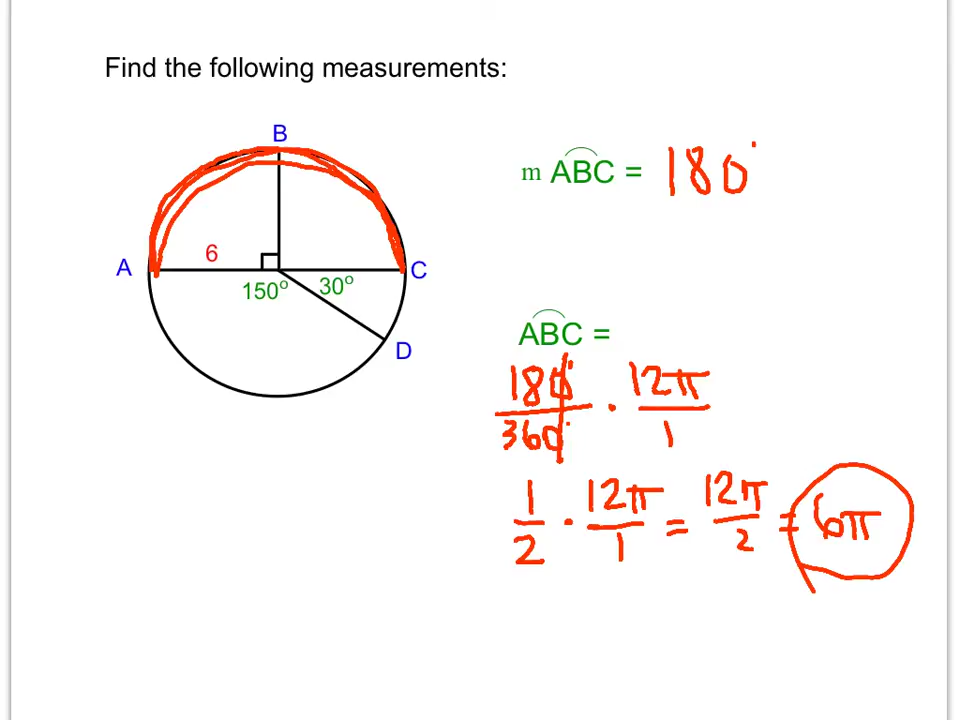 Find the following measurements:
B
m ABC = 180°
6
A
C
150° 30°
ABC =
D
180°/360° · 12π/1
1/2 · 12π/1 = 12π/2 = 6π